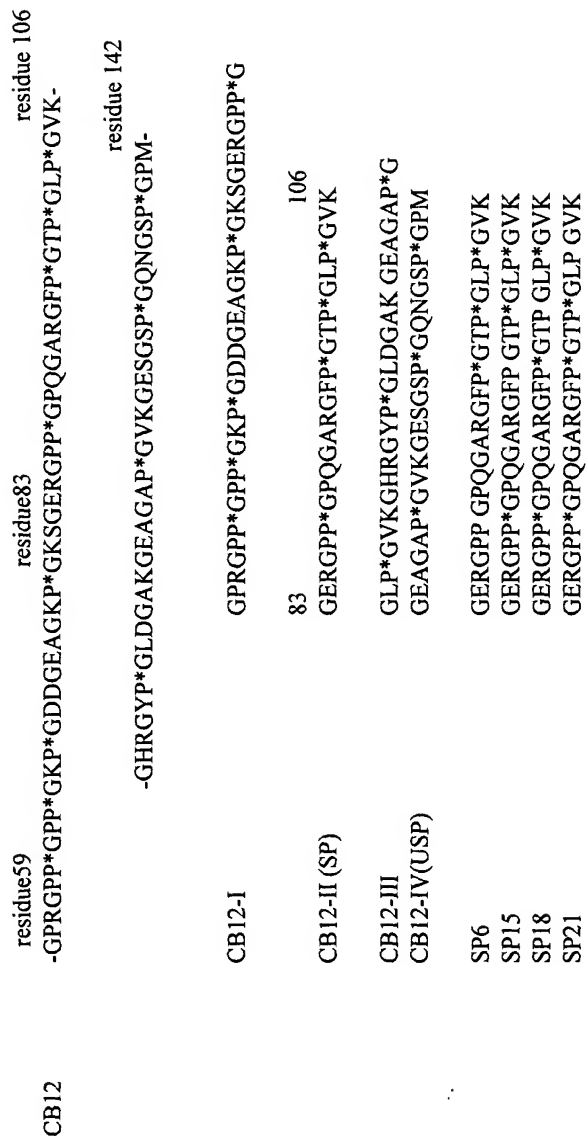 residue59 residue83 residue 106
CB12 -GPRGPP*GPP*GKP*GDDGEAGKP*GKSGERGPP*GPQGARGFP*GTP*GLP*GVK-
residue 142
-GHRGYP*GLDGAKGEAGAP*GVKGESGSP*GQNGSP*GPM-
CB12-I GPRGPP*GPP*GKP*GDDGEAGKP*GKSGERGPP*G
83 106
CB12-II (SP) GERGPP*GPQGARGFP*GTP*GLP*GVK
CB12-III GLP*GVKGHRGYP*GLDGAK GEAGAP*G
CB12-IV(USP) GEAGAP*GVKGESGSP*GQNGSP*GPM
SP6 GERGPP GPQGARGFP*GTP*GLP*GVK
SP15 GERGPP*GPQGARGFP GTP*GLP*GVK
SP18 GERGPP*GPQGARGFP*GTP GLP*GVK
SP21 GERGPP*GPQGARGFP*GTP*GLP GVK